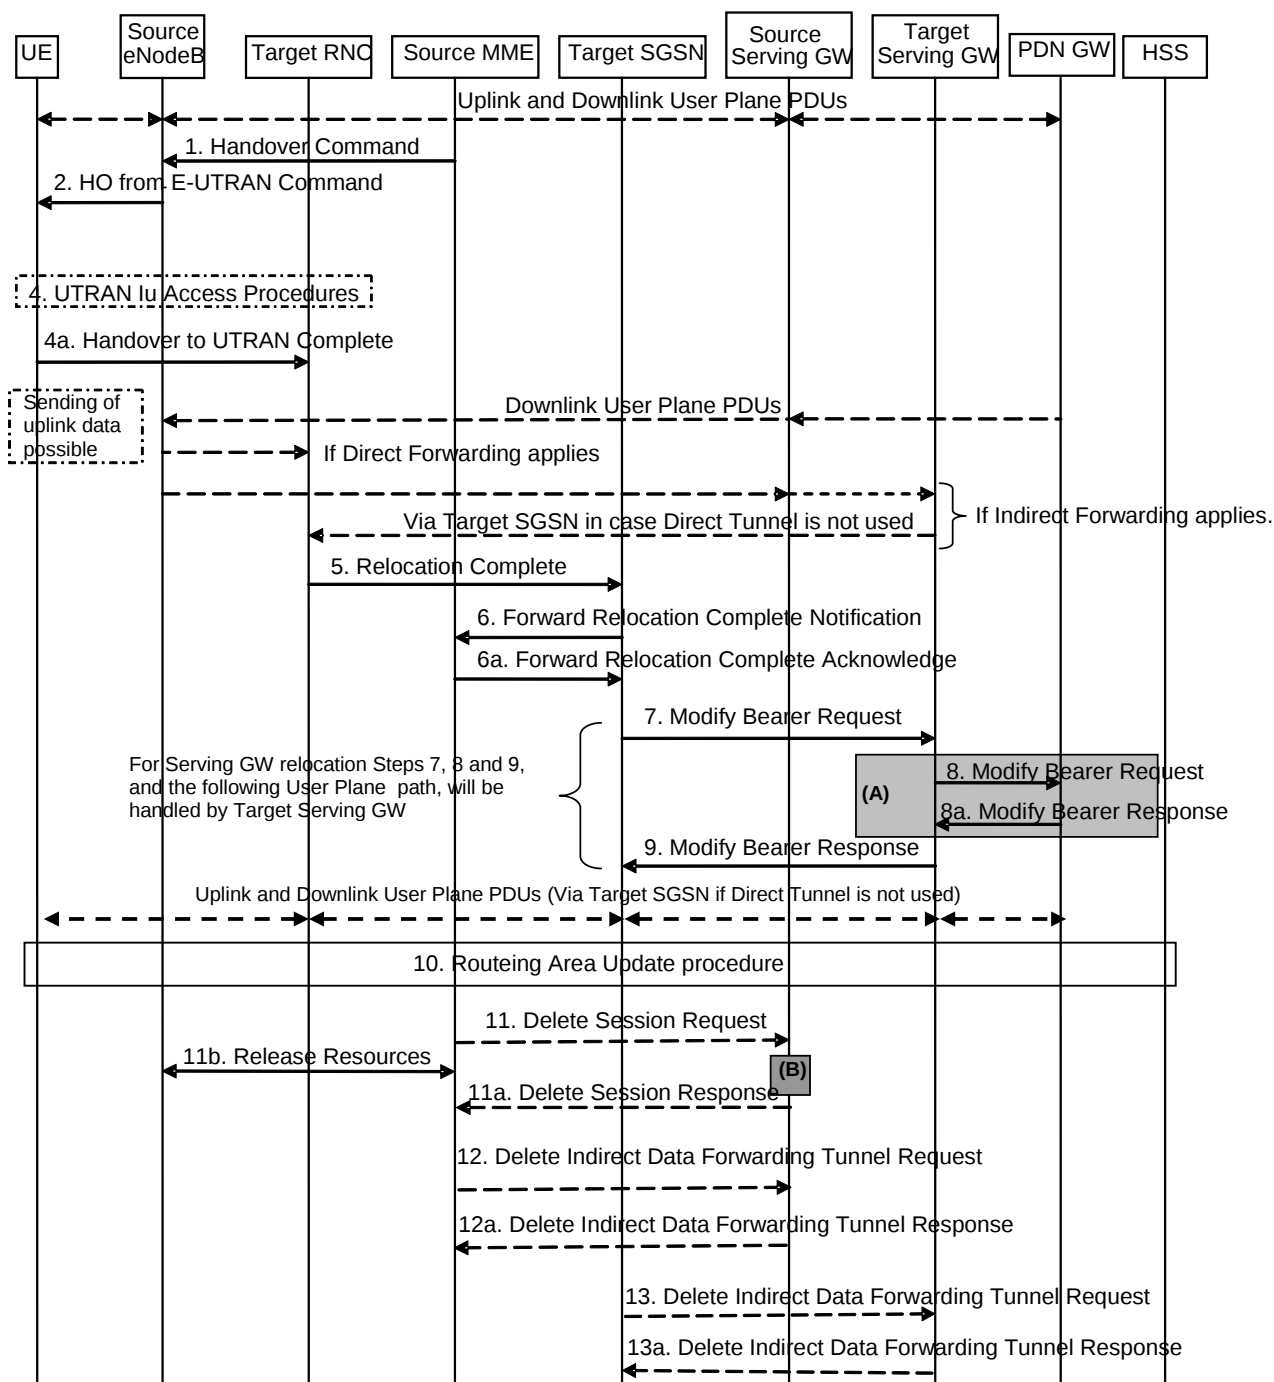 UE
Source
eNodeB
Target RNC
Source MME
Target SGSN
Source
Serving GW
Target
Serving GW
PDN GW
HSS
Uplink and Downlink User Plane PDUs
1. Handover Command
2. HO from E-UTRAN Command
4. UTRAN Iu Access Procedures
4a. Handover to UTRAN Complete
Sending of
uplink data
possible
Downlink User Plane PDUs
If Direct Forwarding applies
If Indirect Forwarding applies.
Via Target SGSN in case Direct Tunnel is not used
5. Relocation Complete
6. Forward Relocation Complete Notification
6a. Forward Relocation Complete Acknowledge
7. Modify Bearer Request
For Serving GW relocation Steps 7, 8 and 9,
and the following User Plane path, will be
handled by Target Serving GW
(A)
8. Modify Bearer Request
8a. Modify Bearer Response
9. Modify Bearer Response
Uplink and Downlink User Plane PDUs (Via Target SGSN if Direct Tunnel is not used)
10. Routeing Area Update procedure
11. Delete Session Request
11b. Release Resources
(B)
11a. Delete Session Response
12. Delete Indirect Data Forwarding Tunnel Request
12a. Delete Indirect Data Forwarding Tunnel Response
13. Delete Indirect Data Forwarding Tunnel Request
13a. Delete Indirect Data Forwarding Tunnel Response